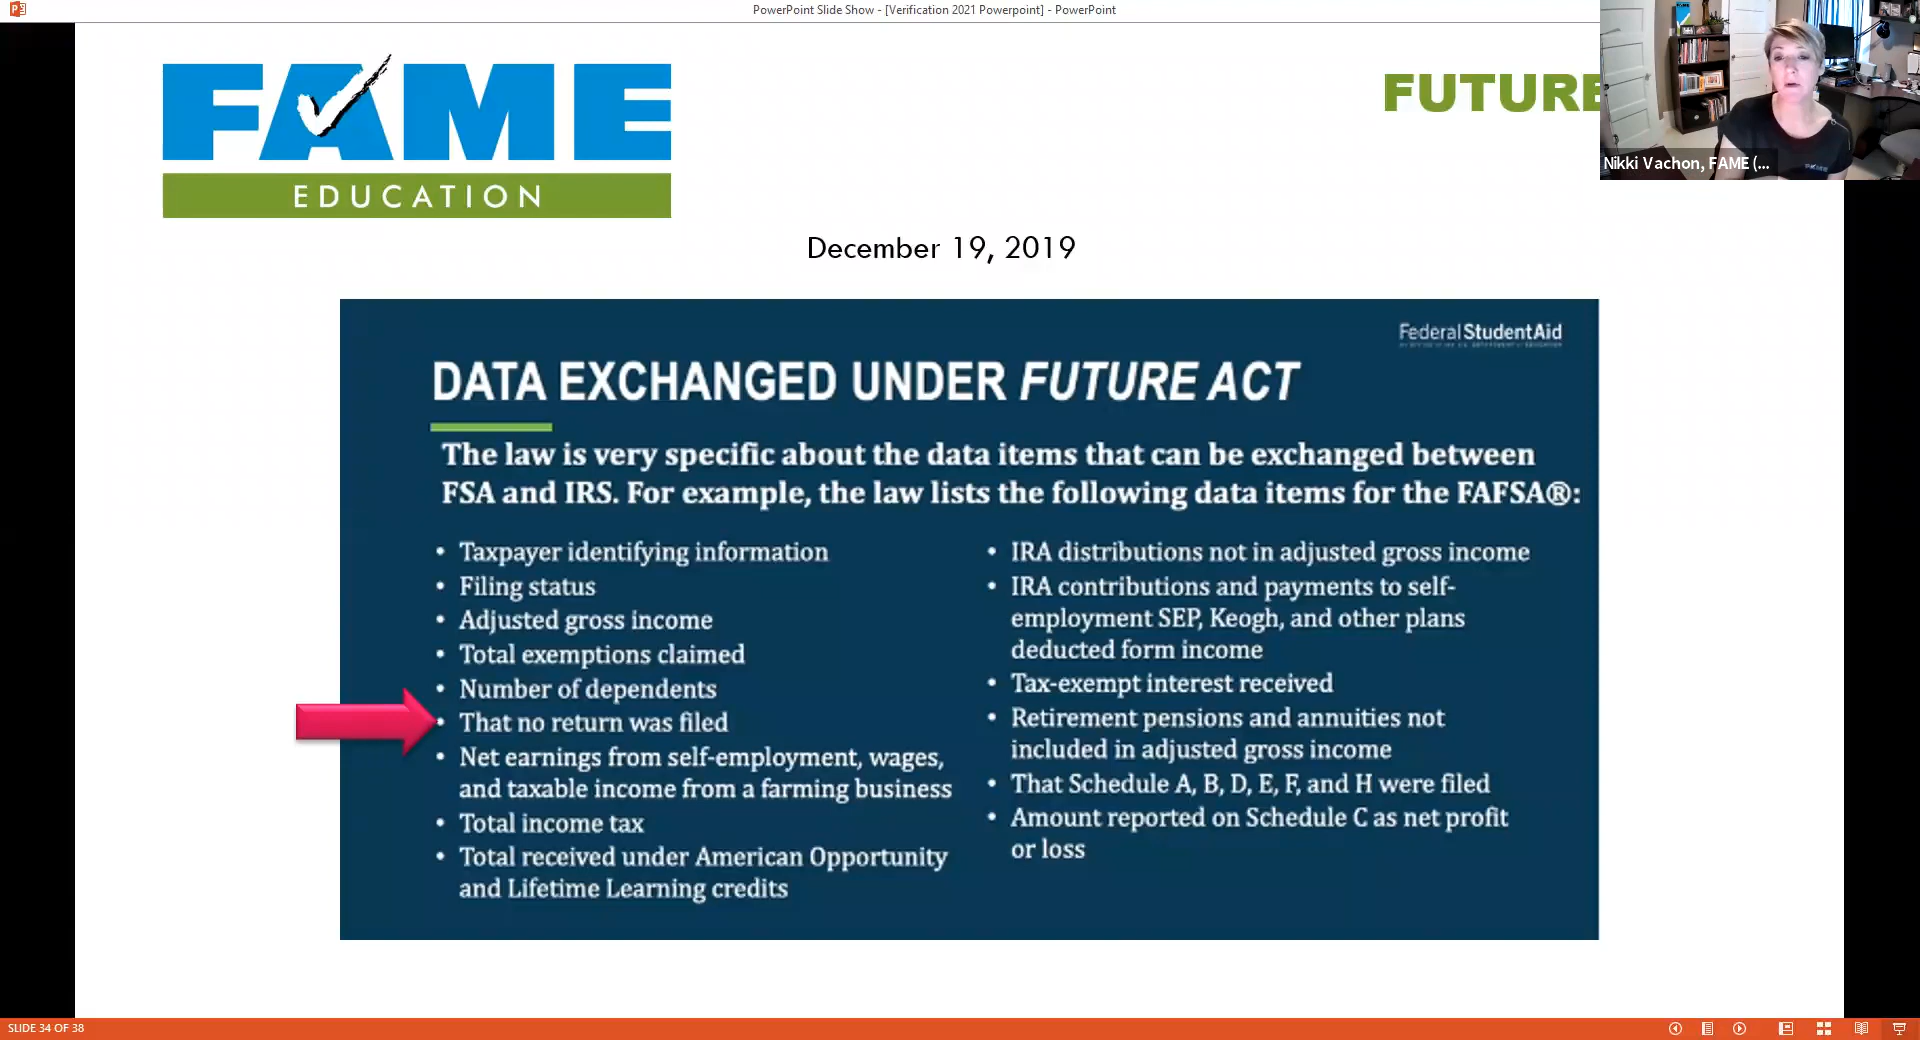 PowerPoint Slide Show - [Verification 2021 Powerpoint] - PowerPoint
FAME
EDUCATION
FUTURE
Nikki Vachon, FAME (...
December 19, 2019
Federal StudentAid
DATA EXCHANGED UNDER FUTURE ACT
The law is very specific about the data items that can be exchanged between
FSA and IRS. For example, the law lists the following data items for the FAFSA®:
• Taxpayer identifying information
• Filing status
• Adjusted gross income
• Total exemptions claimed
• Number of dependents
• That no return was filed
• Net earnings from self-employment, wages,
and taxable income from a farming business
• Total income tax
• Total received under American Opportunity
and Lifetime Learning credits
• IRA distributions not in adjusted gross income
• IRA contributions and payments to self-
employment SEP, Keogh, and other plans
deducted form income
• Tax-exempt interest received
• Retirement pensions and annuities not
included in adjusted gross income
• That Schedule A, B, D, E, F, and H were filed
• Amount reported on Schedule C as net profit
or loss
SLIDE 34 OF 38